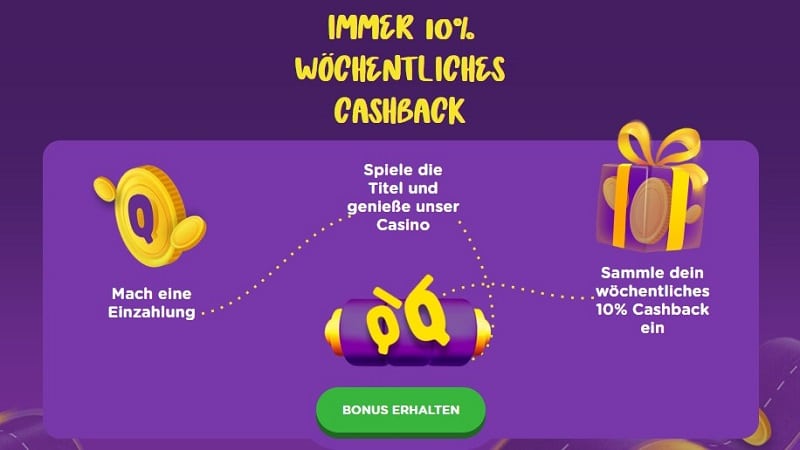 IMMER 10%
WÖCHENTLICHES
CASHBACK
Q
Mach eine
Einzahlung
Spiele die
Titel und
genieße unser
Casino
QQ
Sammle dein
wöchentliches
10% Cashback
ein
BONUS ERHALTEN